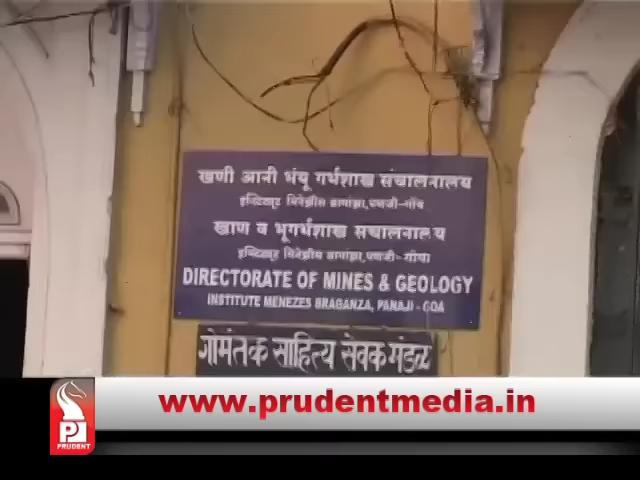 खणी आनी भंयू गर्भशास्त्र संचालनालय
इन्स्टिट्यूट मिनेझीस ब्रागांझा, पणजी-गोंय
खाण व भूगर्भशास्त्र संचालनालय
इन्स्टिट्यूट मिनेझीस ब्रागांझा, पणजी-गोवा
DIRECTORATE OF MINES & GEOLOGY
INSTITUTE MENEZES BRAGANZA, PANAJI - GOA
गोमंतक साहित्य सेवक मंडळ
www.prudentmedia.in
PRUDENT